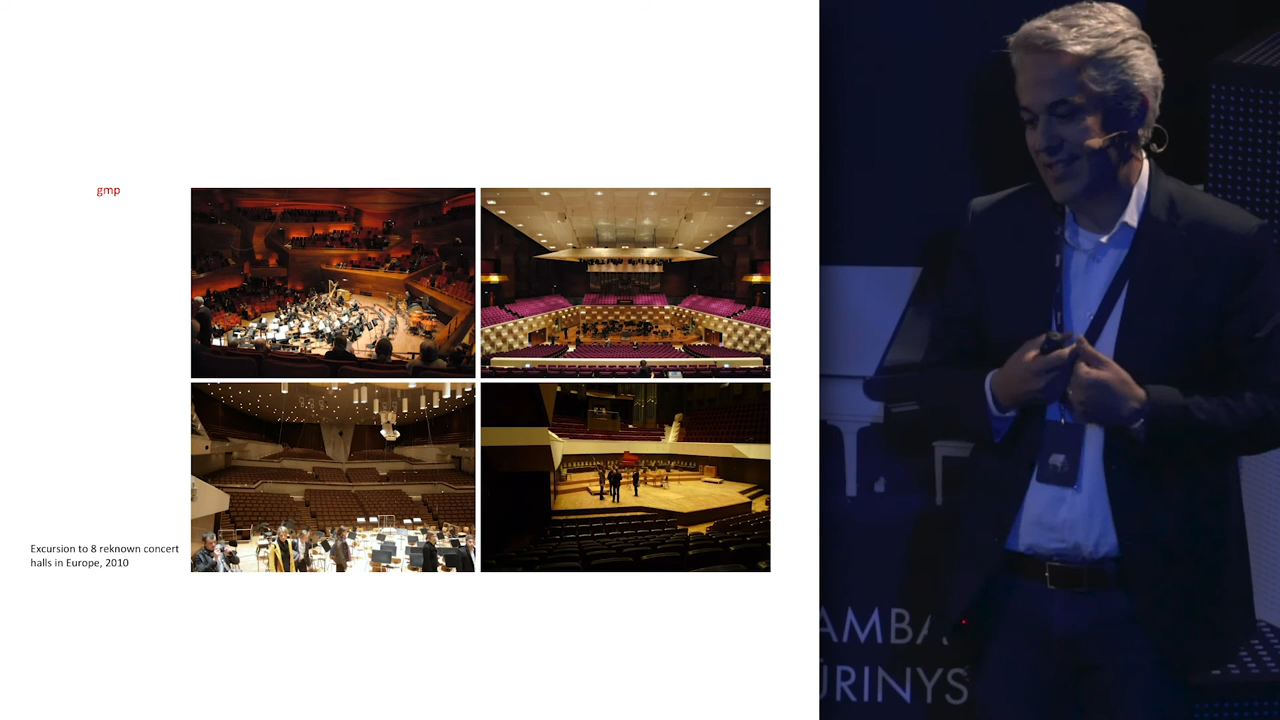 gmp
Excursion to 8 reknown concert
halls in Europe, 2010
AMBA
ŪRINYS